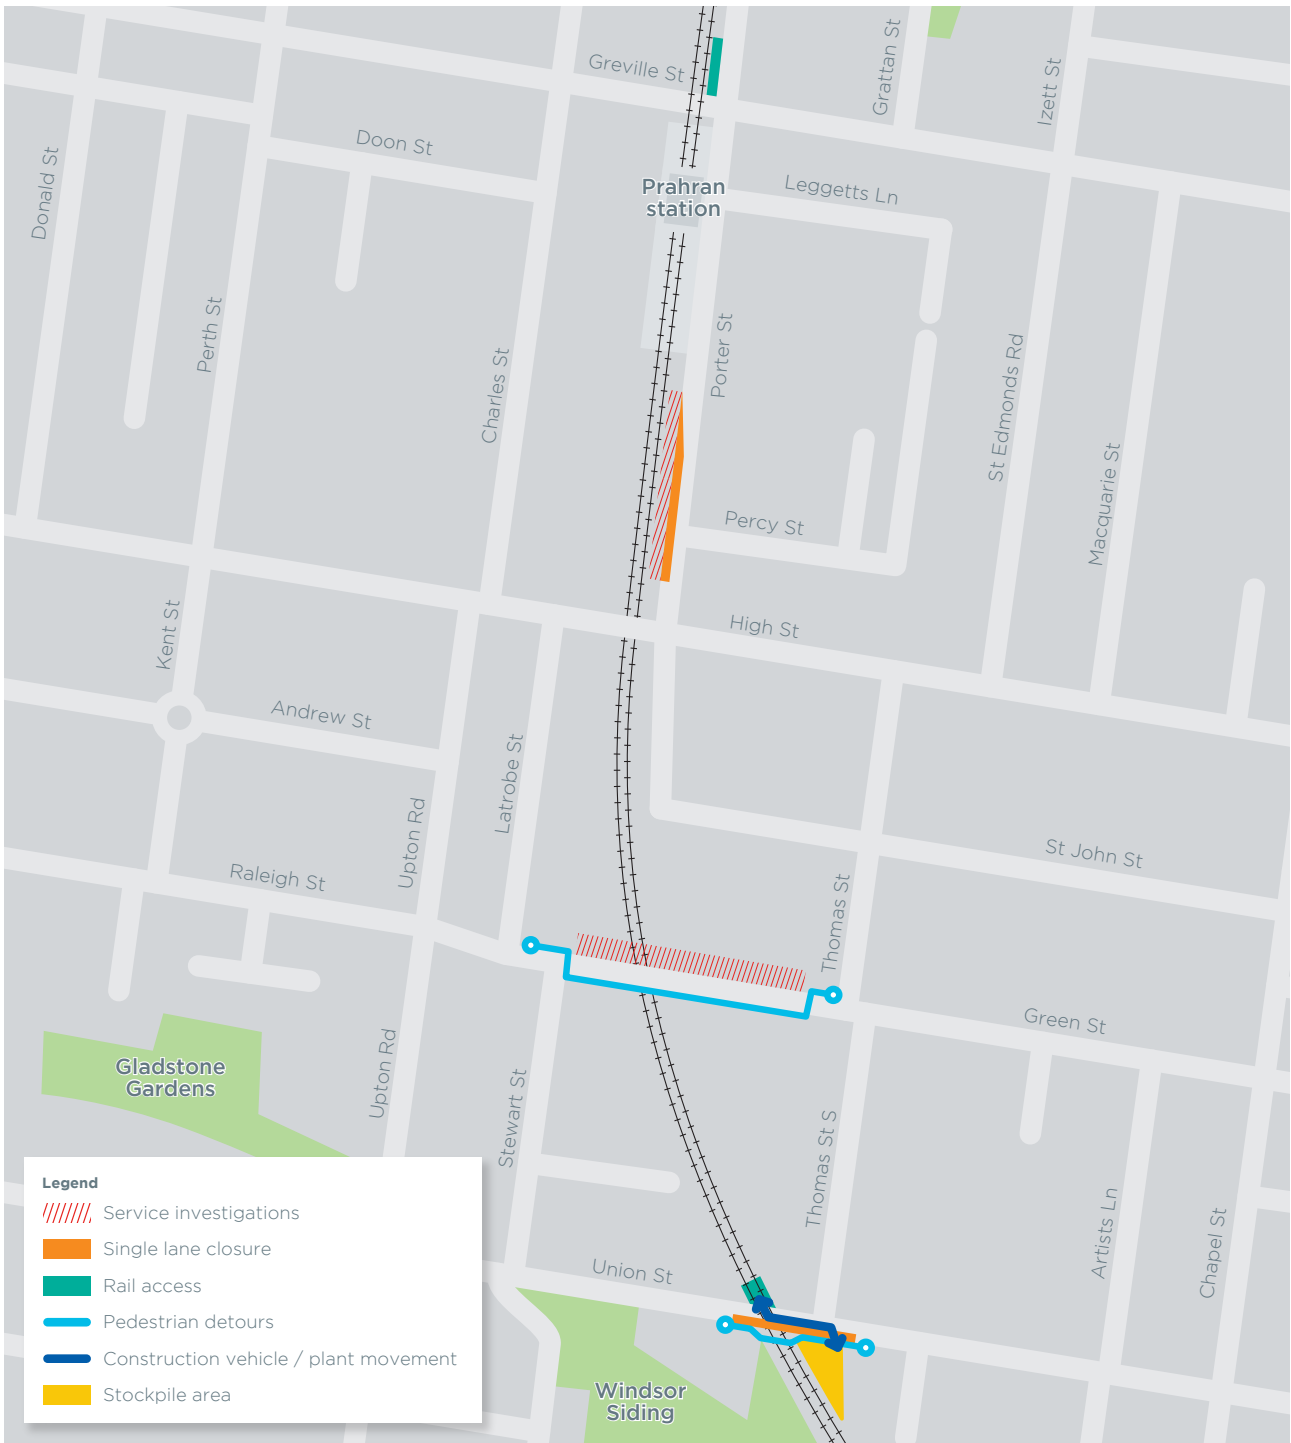 Greville St
Grattan St
Izett St
Doon St
Donald St
Prahran
station
Leggetts Ln
Perth St
Charles St
Porter St
St Edmonds Rd
Macquarie St
Percy St
Kent St
High St
Andrew St
Latrobe St
Upton Rd
Raleigh St
St John St
Thomas St
Green St
Gladstone
Gardens
Upton Rd
Stewart St
Thomas St S
Artists Ln
Chapel St
Union St
Windsor
Siding
Legend
Service investigations
Single lane closure
Rail access
Pedestrian detours
Construction vehicle / plant movement
Stockpile area